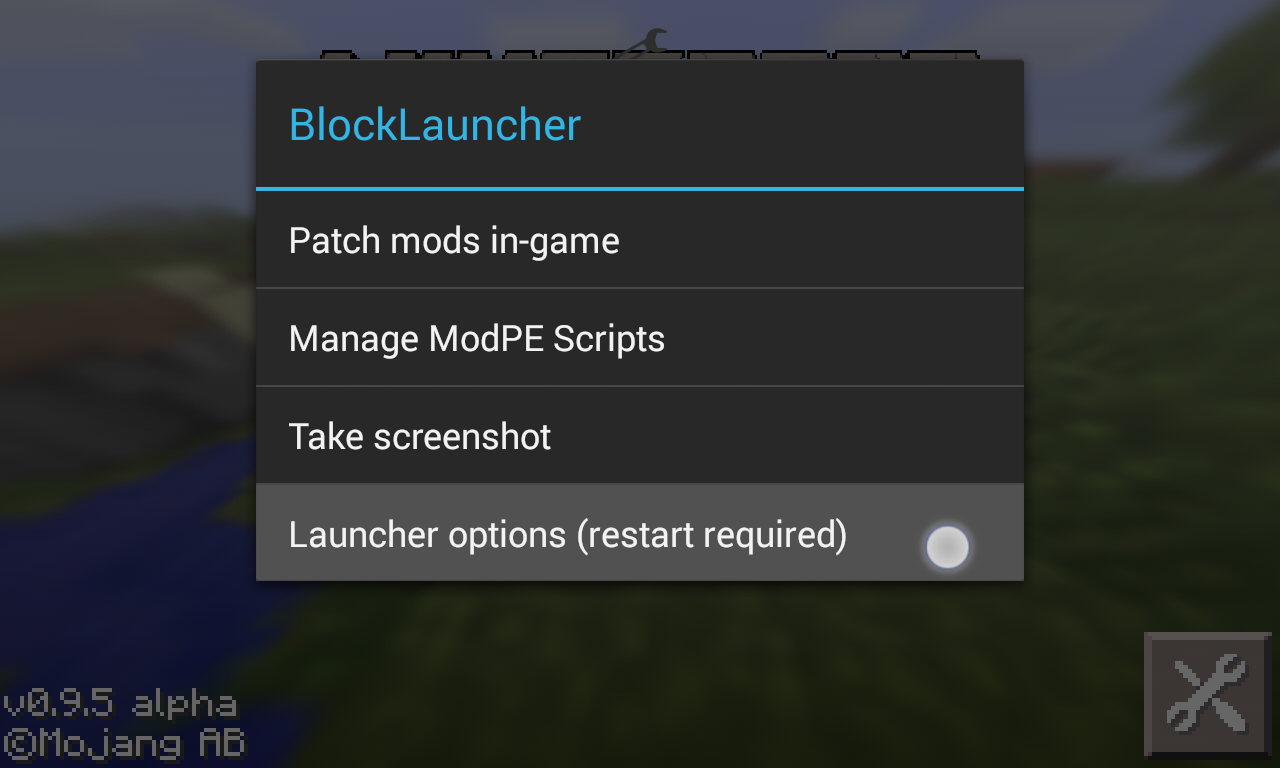 BlockLauncher
Patch mods in-game
Manage ModPE Scripts
Take screenshot
Launcher options (restart required)
v0.9.5 alpha
©Mojang AB